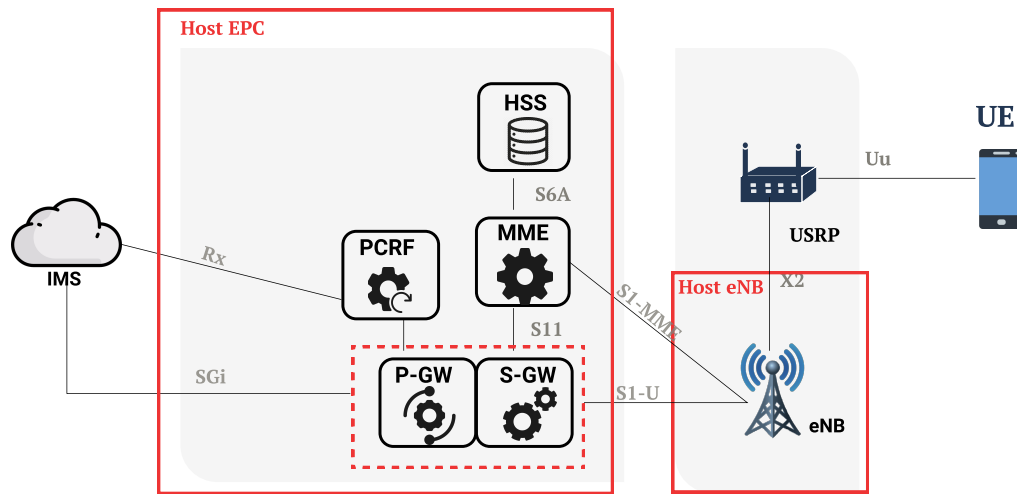 Host EPC
HSS
UE
Uu
S6A
MME
PCRF
USRP
Rx
IMS
X2
Host eNB
S1-MME
S11
P-GW
S-GW
SGi
S1-U
eNB